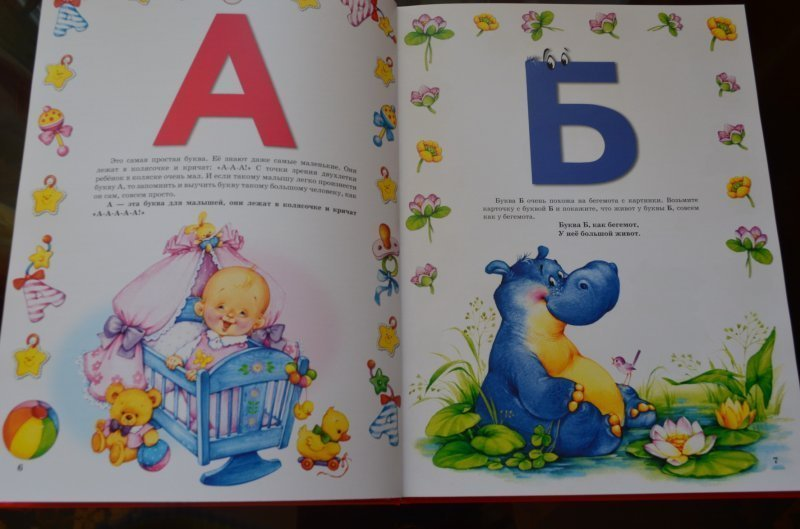 А
Это самая простая буква. Её знают даже самые маленькие. Они
лежат в колясочке и кричат: «А-А-А!» С точки зрения двухлетки
ребёнок в коляске очень мал. И если такому малышу легко произнести
букву А, то запомнить и выучить букву такому большому человеку, как
он сам, совсем просто.
А — эта буква для малышей, они лежат в колясочке и кричат
«А-А-А-А-А!»
6
Б
Буква Б очень похожа на бегемота с картинки. Возьмите
карточку с буквой Б и покажите, что живот у буквы Б, совсем
как у бегемота.
Буква Б, как бегемот,
У неё большой живот.
7